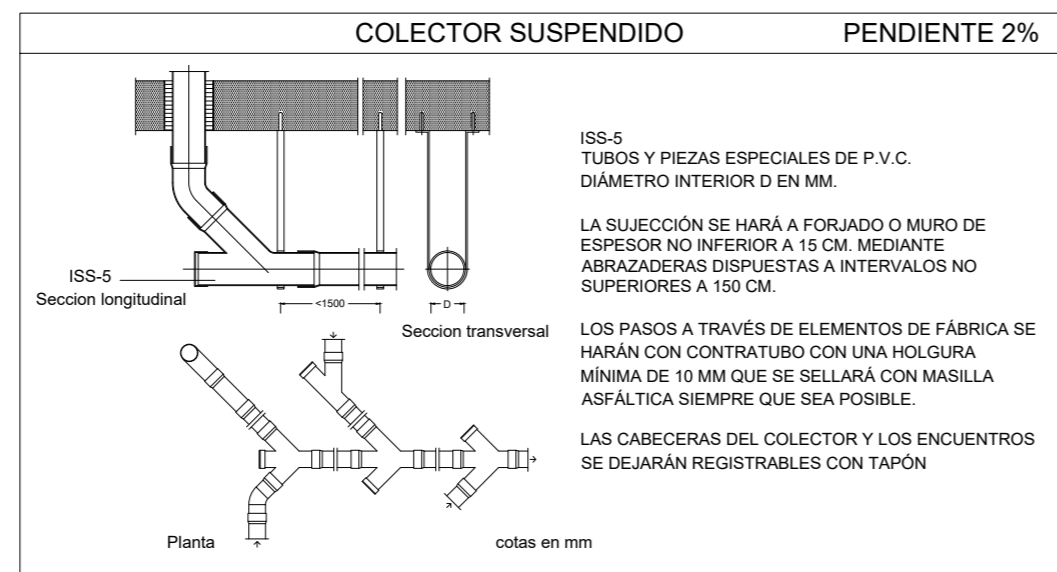 COLECTOR SUSPENDIDO
PENDIENTE 2%
ISS-5
Seccion longitudinal
<1500
D
Seccion transversal
Planta
cotas en mm
ISS-5
TUBOS Y PIEZAS ESPECIALES DE P.V.C.
DIÁMETRO INTERIOR D EN MM.
LA SUJECCIÓN SE HARÁ A FORJADO O MURO DE
ESPESOR NO INFERIOR A 15 CM. MEDIANTE
ABRAZADERAS DISPUESTAS A INTERVALOS NO
SUPERIORES A 150 CM.
LOS PASOS A TRAVÉS DE ELEMENTOS DE FÁBRICA SE
HARÁN CON CONTRATUBO CON UNA HOLGURA
MÍNIMA DE 10 MM QUE SE SELLARÁ CON MASILLA
ASFÁLTICA SIEMPRE QUE SEA POSIBLE.
LAS CABECERAS DEL COLECTOR Y LOS ENCUENTROS
SE DEJARÁN REGISTRABLES CON TAPÓN